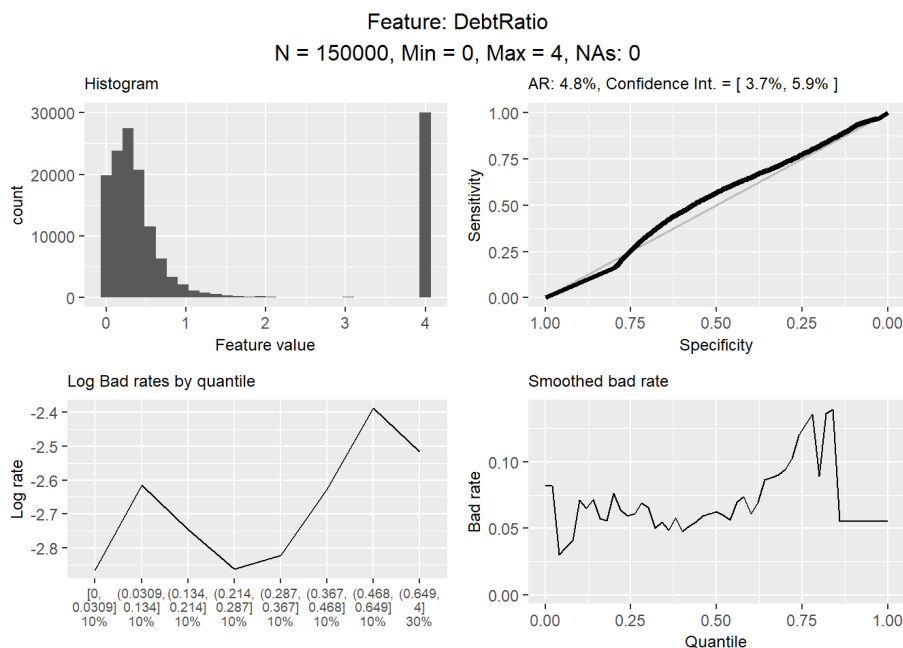 Feature: DebtRatio
N = 150000, Min = 0, Max = 4, NAs: 0
Histogram
30000
20000
10000
0
count
0 1 2 3 4
Feature value
AR: 4.8%, Confidence Int. = [ 3.7%, 5.9% ]
1.00
0.75
0.50
0.25
0.00
Sensitivity
1.00 0.75 0.50 0.25 0.00
Specificity
Log Bad rates by quantile
-2.4
-2.5
-2.6
-2.7
-2.8
Log rate
[0, (0.0309, (0.134, (0.214, (0.287, (0.367, (0.468, (0.649,
0.0309] 0.134] 0.214] 0.287] 0.367] 0.468] 0.649] 4]
10% 10% 10% 10% 10% 10% 10% 30%
Smoothed bad rate
0.10
0.05
0.00
Bad rate
0.00 0.25 0.50 0.75 1.00
Quantile